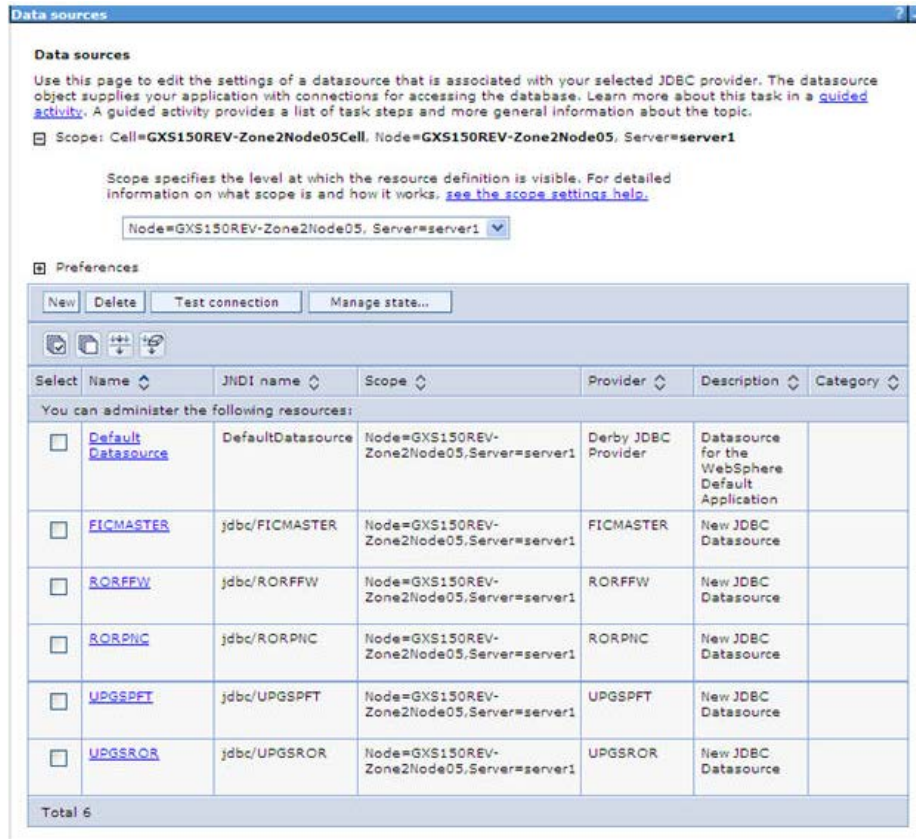 Data sources
?
Data sources
Use this page to edit the settings of a datasource that is associated with your selected JDBC provider. The datasource
object supplies your application with connections for accessing the database. Learn more about this task in a guided
activity. A guided activity provides a list of task steps and more general information about the topic.
Scope: Cell=GXS150REV-Zone2Node05Cell, Node=GXS150REV-Zone2Node05, Server=server1
Scope specifies the level at which the resource definition is visible. For detailed
information on what scope is and how it works, see the scope settings help.
Node=GXS150REV-Zone2Node05, Server=server1
Preferences
New Delete Test connection Manage state...
Select Name JNDI name Scope Provider Description Category
You can administer the following resources:
Default Datasource DefaultDatasource Node=GXS150REV-Zone2Node05,Server=server1 Derby JDBC Provider Datasource for the WebSphere Default Application
FICMASTER jdbc/FICMASTER Node=GXS150REV-Zone2Node05,Server=server1 FICMASTER New JDBC Datasource
RORFFW jdbc/RORFFW Node=GXS150REV-Zone2Node05,Server=server1 RORFFW New JDBC Datasource
RORPNC jdbc/RORPNC Node=GXS150REV-Zone2Node05,Server=server1 RORPNC New JDBC Datasource
UPGSPFT jdbc/UPGSPFT Node=GXS150REV-Zone2Node05,Server=server1 UPGSPFT New JDBC Datasource
UPGSROR jdbc/UPGSROR Node=GXS150REV-Zone2Node05,Server=server1 UPGSROR New JDBC Datasource
Total 6